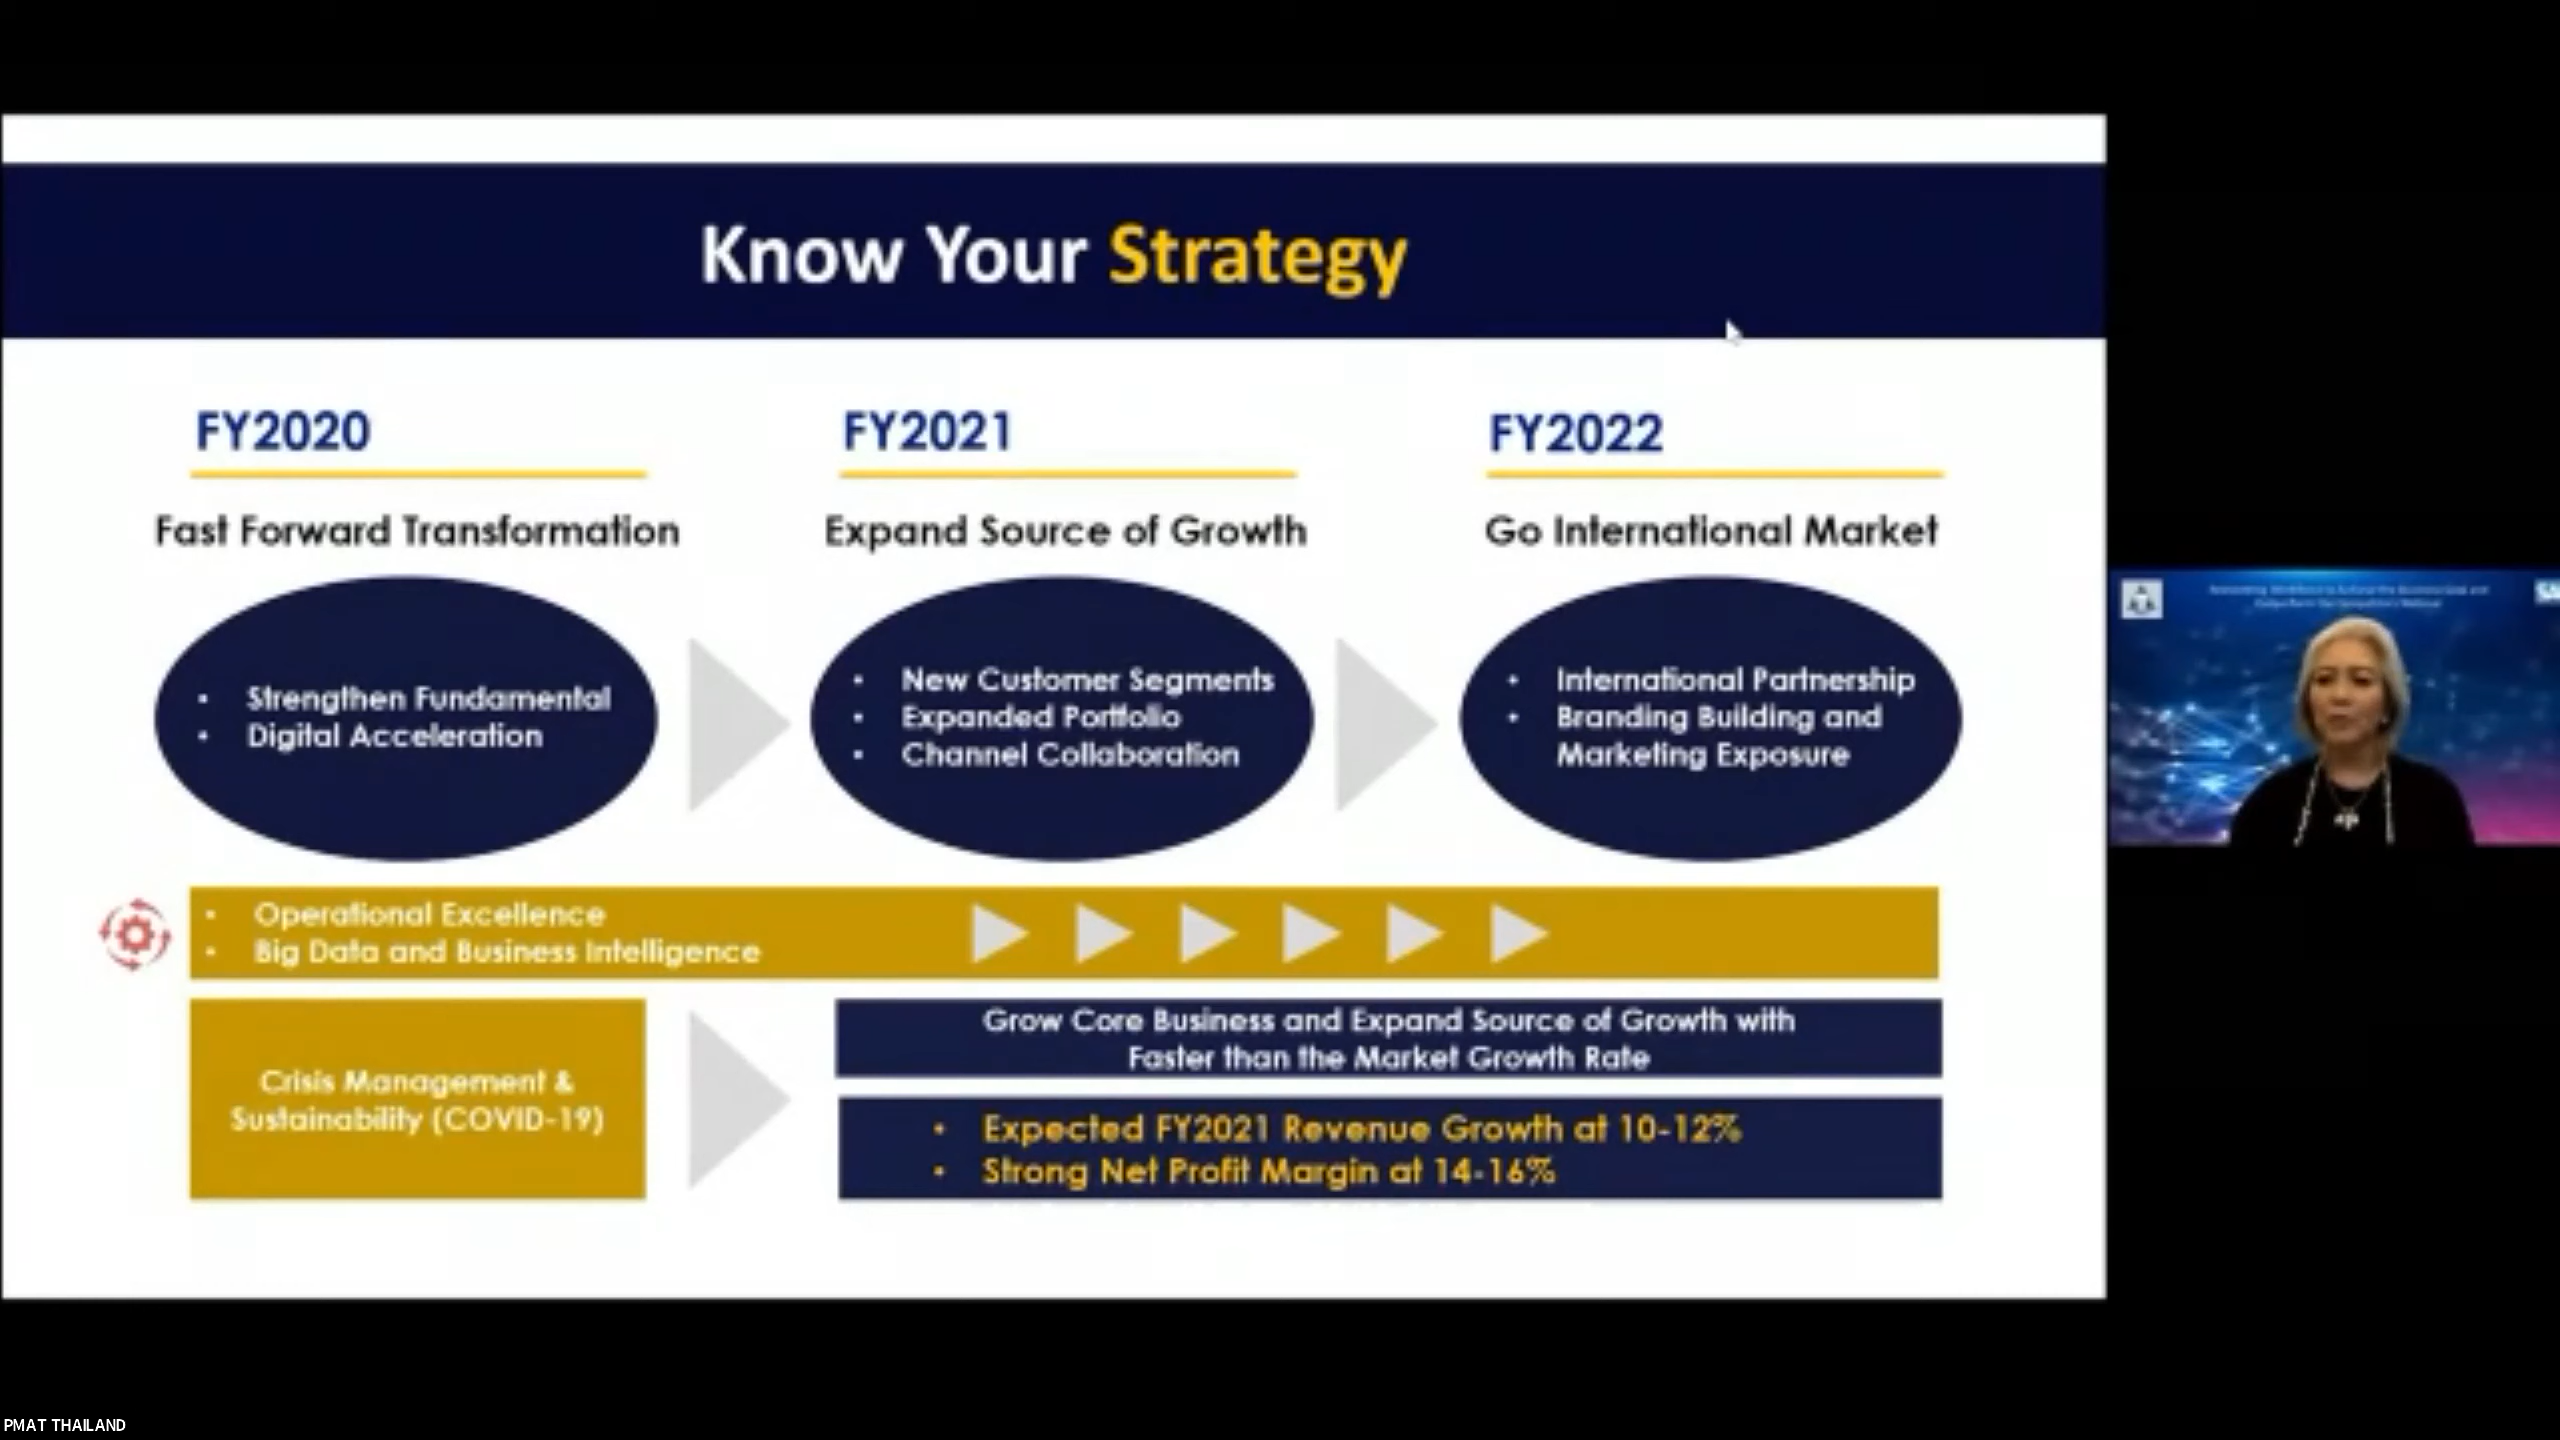 Know Your Strategy
FY2020
FY2021
FY2022
Fast Forward Transformation
Expand Source of Growth
Go International Market
• Strengthen Fundamental
• Digital Acceleration
• New Customer Segments
• Expanded Portfolio
• Channel Collaboration
• International Partnership
• Branding Building and
Marketing Exposure
• Operational Excellence
• Big Data and Business Intelligence
Crisis Management &
Sustainability (COVID-19)
Grow Core Business and Expand Source of Growth with
Faster than the Market Growth Rate
• Expected FY2021 Revenue Growth at 10-12%
• Strong Net Profit Margin at 14-16%
PMAT THAILAND